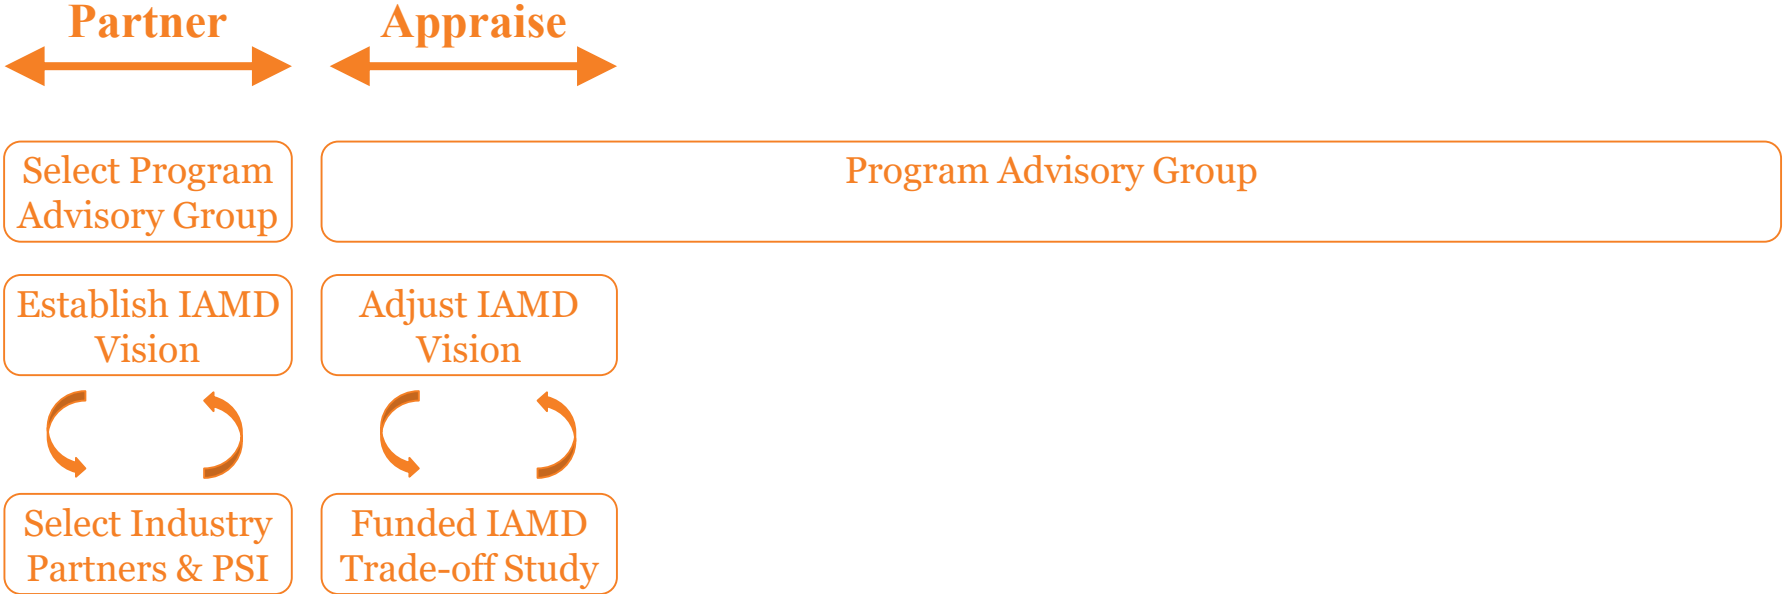 Partner
Appraise
Select Program
Advisory Group
Program Advisory Group
Establish IAMD
Vision
Adjust IAMD
Vision
Select Industry
Partners & PSI
Funded IAMD
Trade-off Study